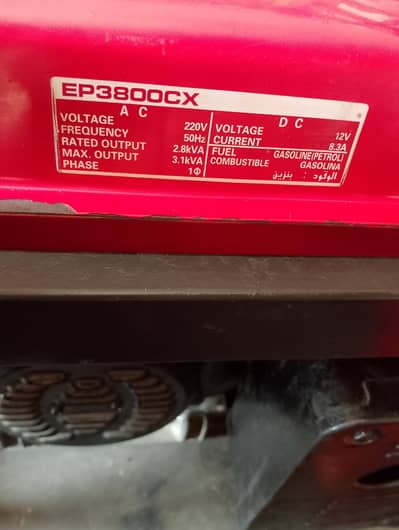 EP3800CX
A C
VOLTAGE 220V
FREQUENCY 50Hz
RATED OUTPUT 2.8kVA
MAX. OUTPUT 3.1kVA
PHASE 1Φ
D C
VOLTAGE 12V
CURRENT 8.3A
FUEL GASOLINE(PETROL)
COMBUSTIBLE GASOLINA
الوقود : بنزين